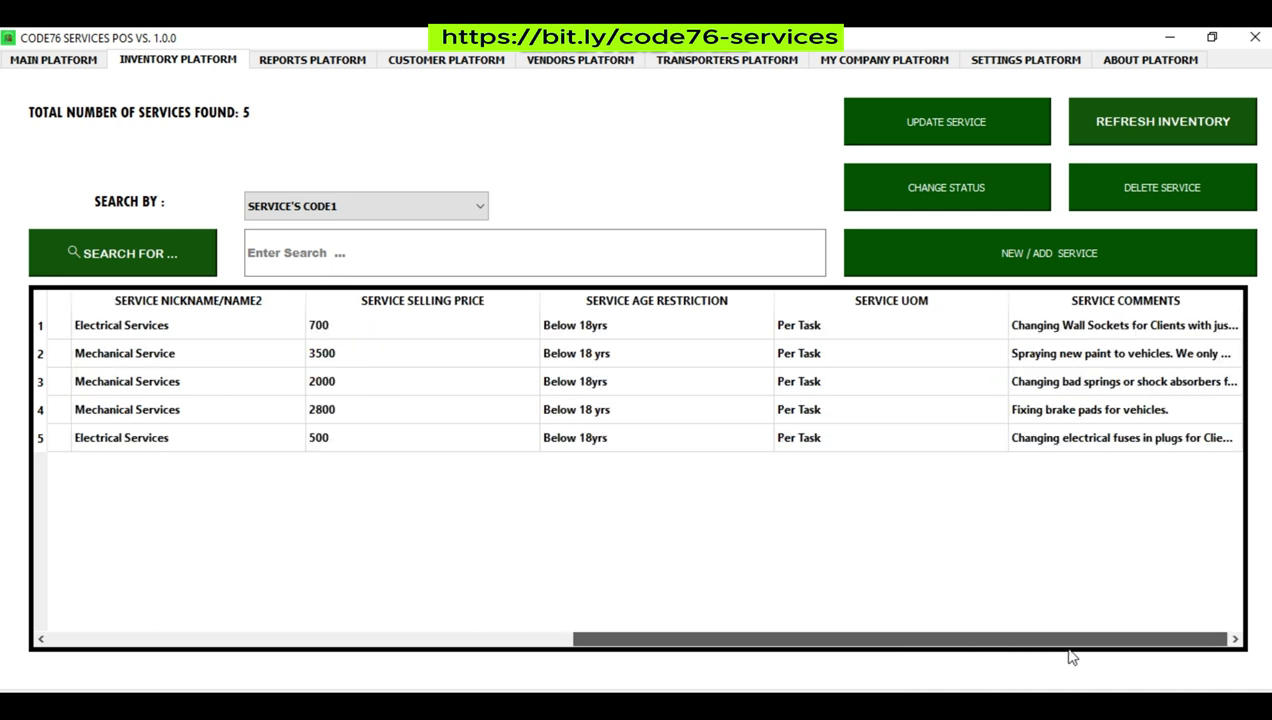 https://bit.ly/code76-services
CODE76 SERVICES POS VS. 1.0.0
MAIN PLATFORM INVENTORY PLATFORM REPORTS PLATFORM CUSTOMER PLATFORM VENDORS PLATFORM TRANSPORTERS PLATFORM MY COMPANY PLATFORM SETTINGS PLATFORM ABOUT PLATFORM
TOTAL NUMBER OF SERVICES FOUND: 5
UPDATE SERVICE REFRESH INVENTORY
CHANGE STATUS DELETE SERVICE
SEARCH BY : SERVICE'S CODE1
SEARCH FOR ... Enter Search ... NEW / ADD SERVICE
SERVICE NICKNAME/NAME2 SERVICE SELLING PRICE SERVICE AGE RESTRICTION SERVICE UOM SERVICE COMMENTS
1 Electrical Services 700 Below 18yrs Per Task Changing Wall Sockets for Clients with jus...
2 Mechanical Service 3500 Below 18 yrs Per Task Spraying new paint to vehicles. We only ...
3 Mechanical Services 2000 Below 18yrs Per Task Changing bad springs or shock absorbers f...
4 Mechanical Services 2800 Below 18 yrs Per Task Fixing brake pads for vehicles.
5 Electrical Services 500 Below 18yrs Per Task Changing electrical fuses in plugs for Clie...